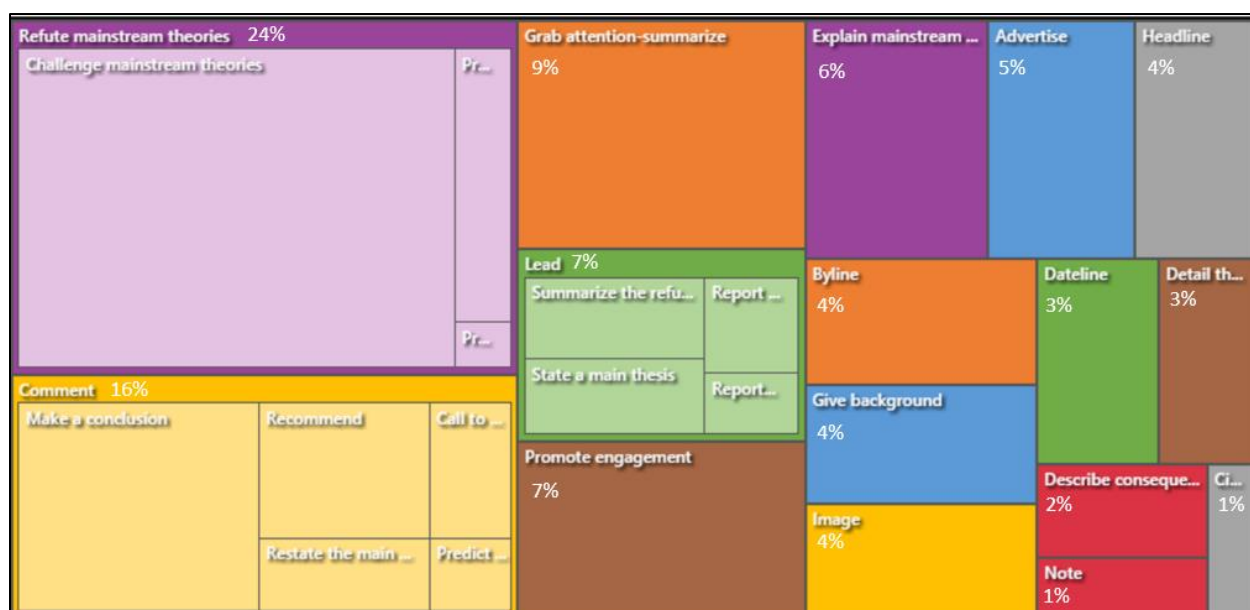 Refute mainstream theories 24%
Challenge mainstream theories
Pr...
Pr...
Comment 16%
Make a conclusion
Recommend
Call to ...
Restate the main ...
Predict ...
Grab attention-summarize
9%
Lead 7%
Summarize the refu...
Report ...
State a main thesis
Report...
Promote engagement
7%
Explain mainstream ...
6%
Advertise
5%
Headline
4%
Byline
4%
Give background
4%
Image
4%
Dateline
3%
Detail th...
3%
Describe conseque...
2%
Ci...
1%
Note
1%